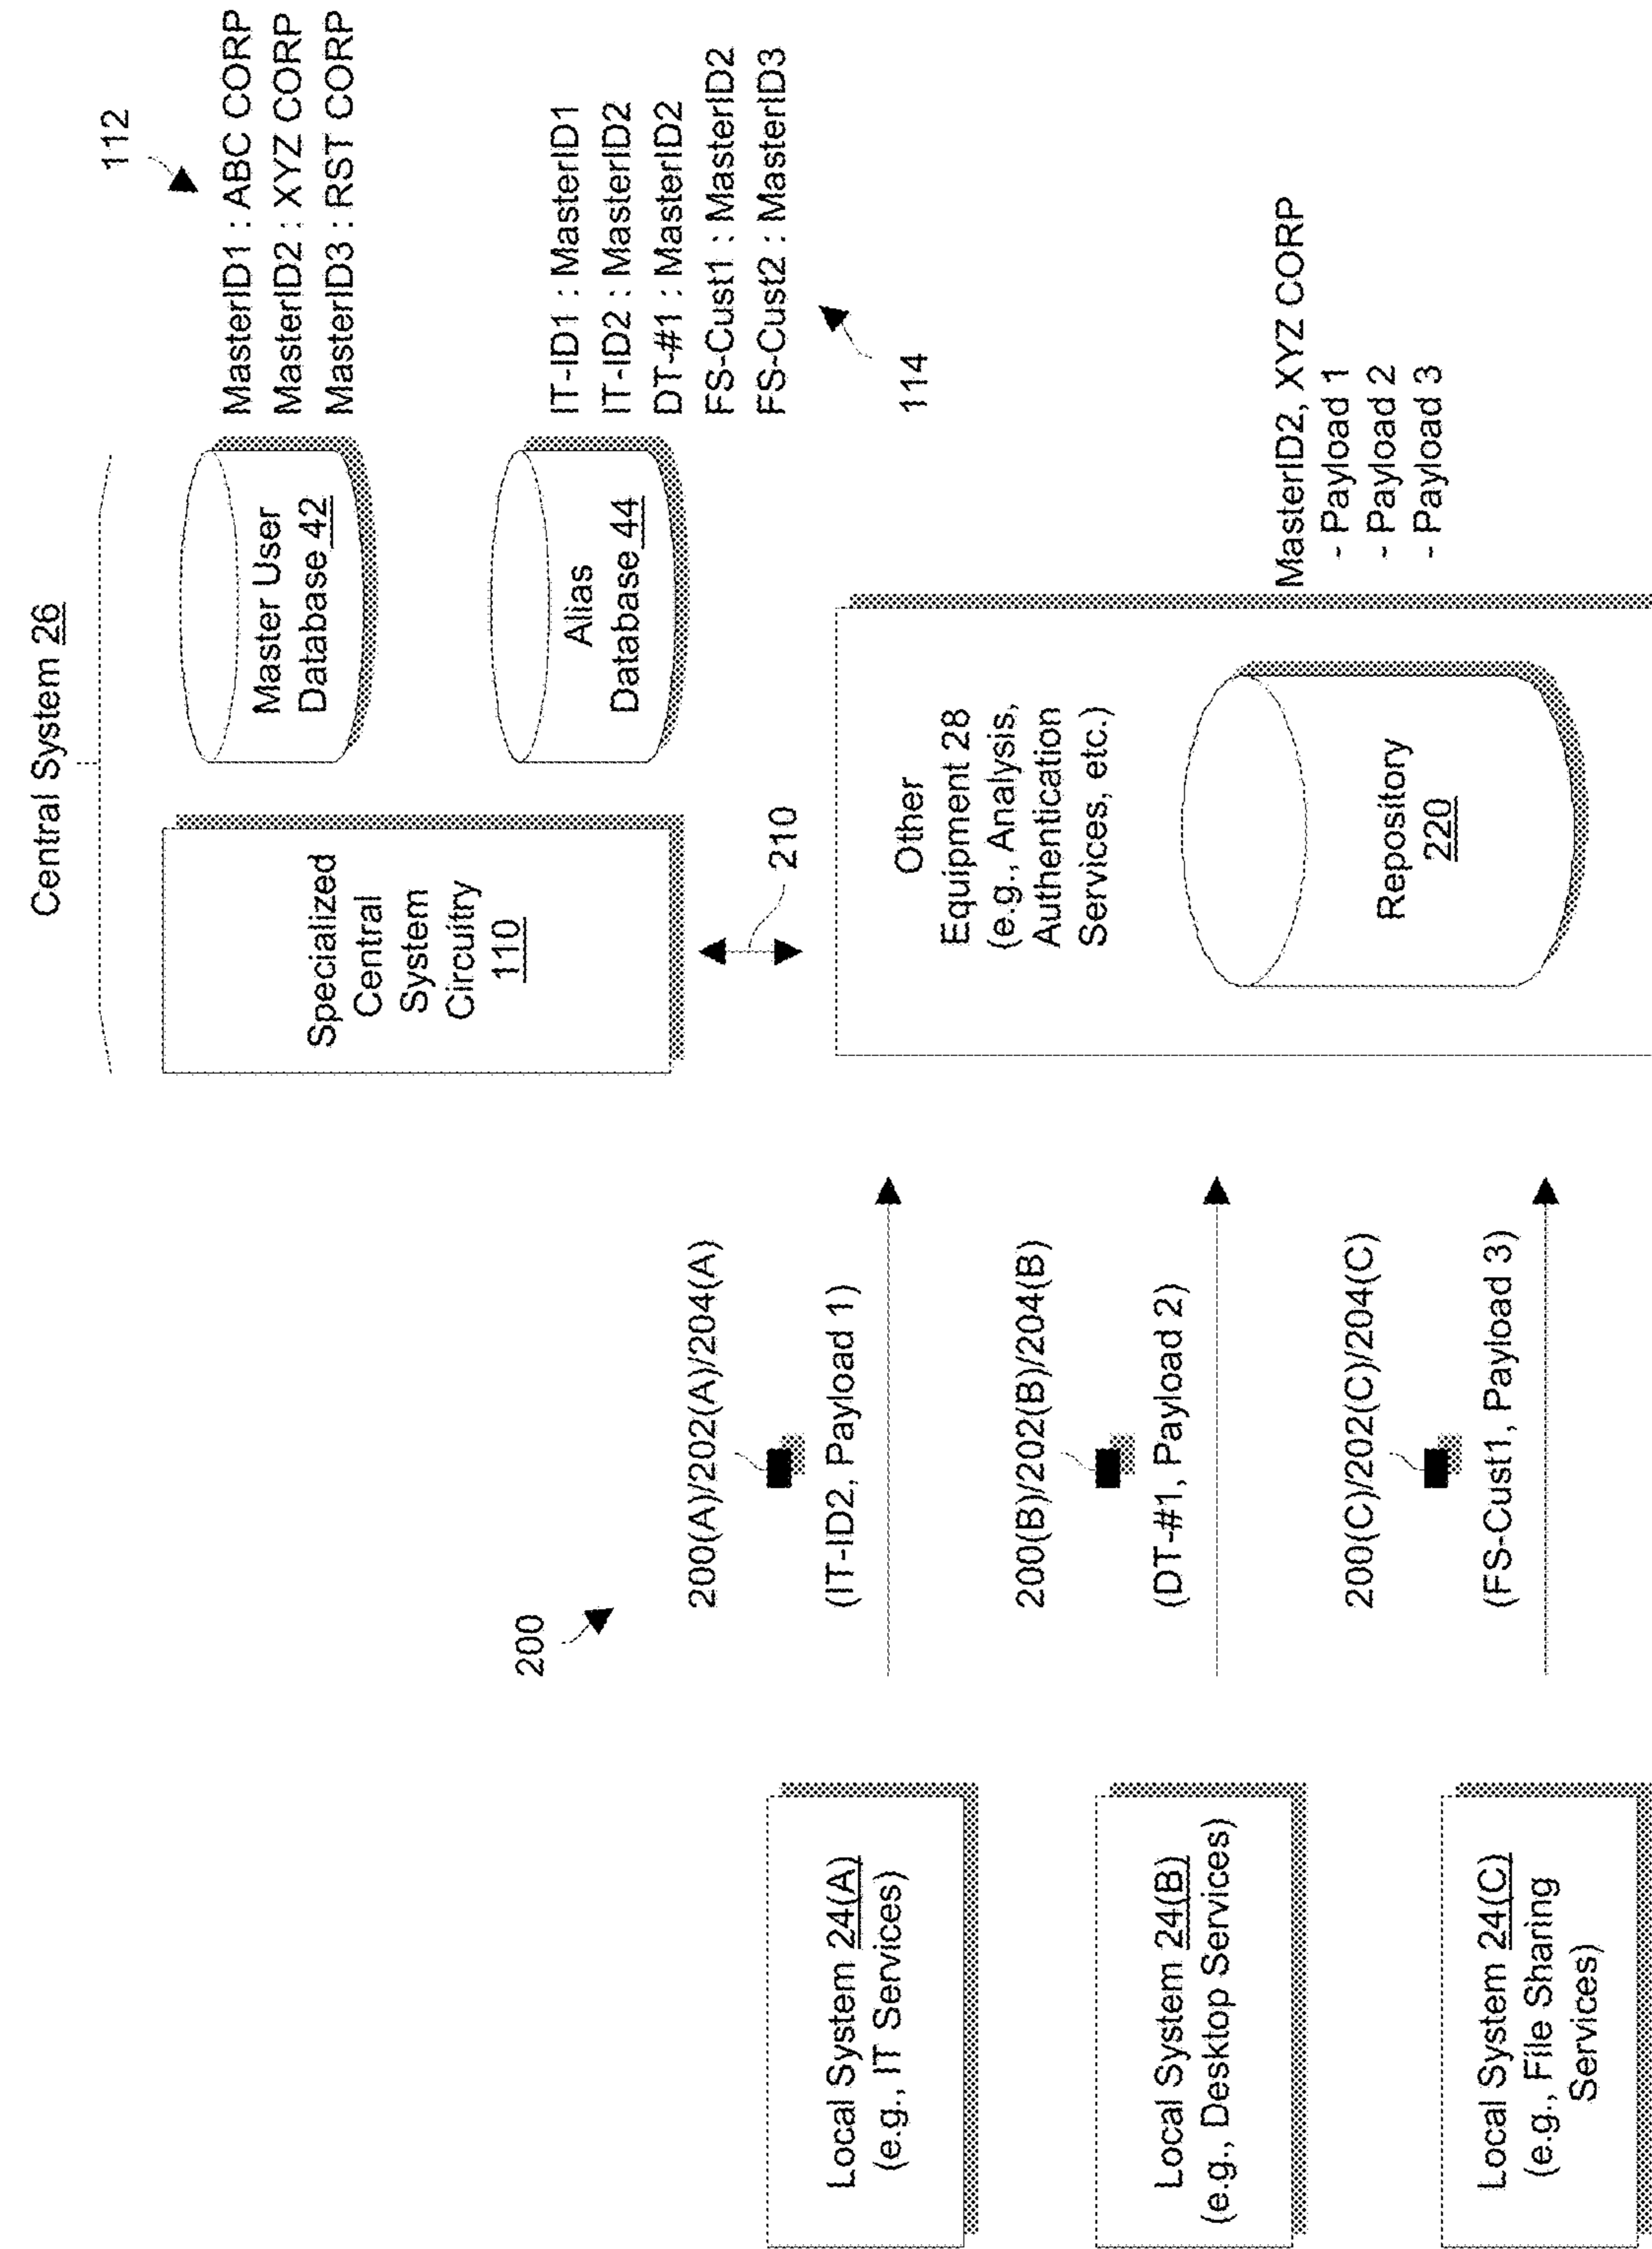 Central System 26
112
Specialized
Central
System
Circuitry
110
Master User
Database 42
MasterID1 : ABC CORP
MasterID2 : XYZ CORP
MasterID3 : RST CORP
Alias
Database 44
IT-ID1 : MasterID1
IT-ID2 : MasterID2
DT-#1 : MasterID2
FS-Cust1 : MasterID2
FS-Cust2 : MasterID3
114
210
200
Local System 24(A)
(e.g., IT Services)
200(A)/202(A)/204(A)
(IT-ID2, Payload 1)
Local System 24(B)
(e.g., Desktop Services)
200(B)/202(B)/204(B)
(DT-#1, Payload 2)
Local System 24(C)
(e.g., File Sharing
Services)
200(C)/202(C)/204(C)
(FS-Cust1, Payload 3)
Other
Equipment 28
(e.g., Analysis,
Authentication
Services, etc.)
Repository
220
MasterID2, XYZ CORP
- Payload 1
- Payload 2
- Payload 3